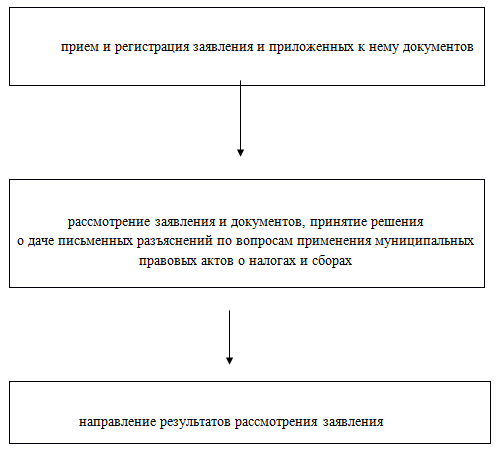 прием и регистрация заявления и приложенных к нему документов
рассмотрение заявления и документов, принятие решения
о даче письменных разъяснений по вопросам применения муниципальных
правовых актов о налогах и сборах
направление результатов рассмотрения заявления